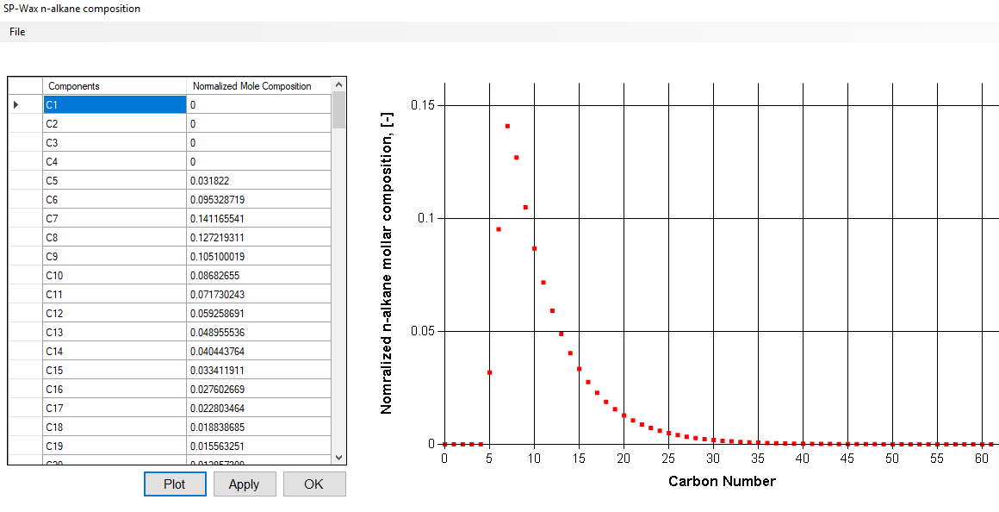 SP-Wax n-alkane composition
File
Components Normalized Mole Composition
C1 0
C2 0
C3 0
C4 0
C5 0.031822
C6 0.095328719
C7 0.141165541
C8 0.127219311
C9 0.105100019
C10 0.08682655
C11 0.071730243
C12 0.059258691
C13 0.048955536
C14 0.040443764
C15 0.033411911
C16 0.027602669
C17 0.022803464
C18 0.018838685
C19 0.015563251
C20
Plot Apply OK
Nomralized n-alkane mollar composition, [-]
0.15
0.1
0.05
0
0 5 10 15 20 25 30 35 40 45 50 55 60
Carbon Number